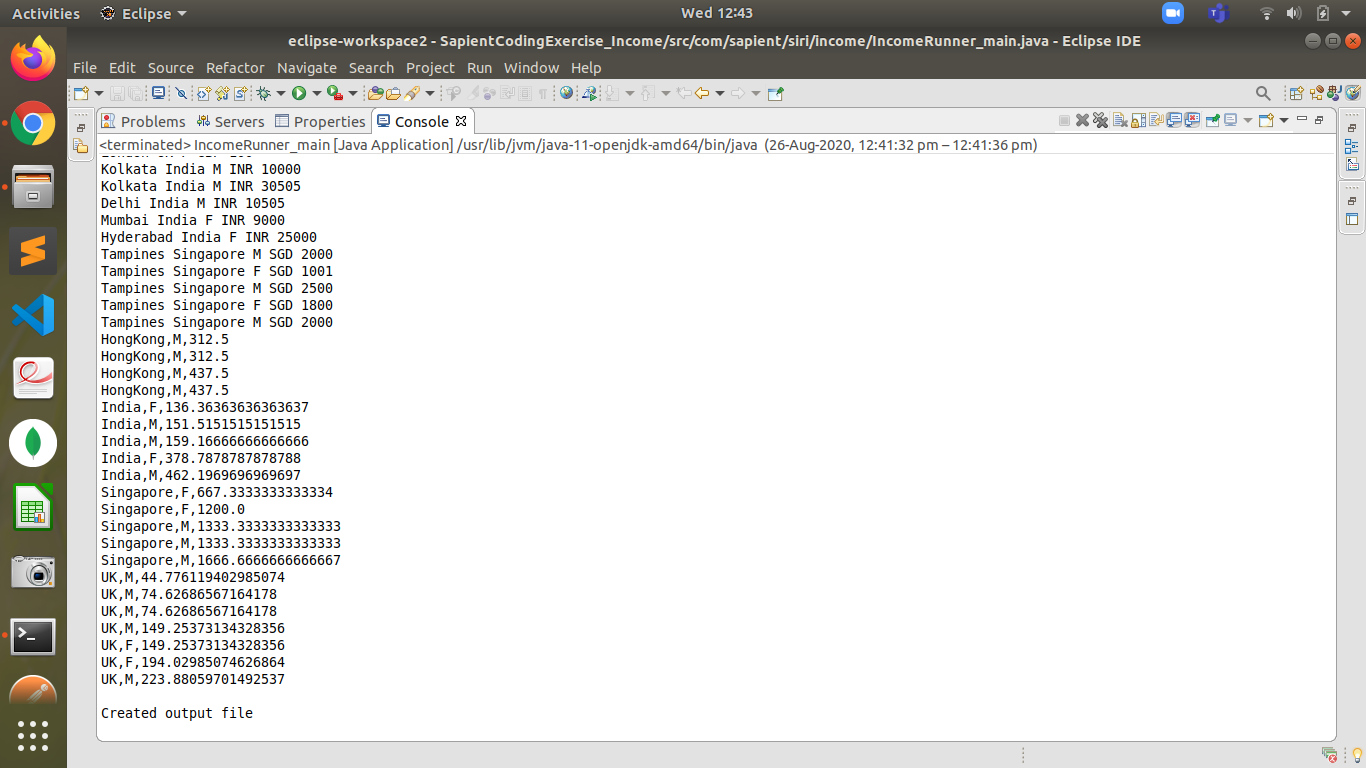 Activities Eclipse Wed 12:43
eclipse-workspace2 - SapientCodingExercise_Income/src/com/sapient/siri/income/IncomeRunner_main.java - Eclipse IDE
File Edit Source Refactor Navigate Search Project Run Window Help
Problems Servers Properties Console
<terminated> IncomeRunner_main [Java Application] /usr/lib/jvm/java-11-openjdk-amd64/bin/java (26-Aug-2020, 12:41:32 pm – 12:41:36 pm)
Kolkata India M INR 10000
Kolkata India M INR 30505
Delhi India M INR 10505
Mumbai India F INR 9000
Hyderabad India F INR 25000
Tampines Singapore M SGD 2000
Tampines Singapore F SGD 1001
Tampines Singapore M SGD 2500
Tampines Singapore F SGD 1800
Tampines Singapore M SGD 2000
HongKong,M,312.5
HongKong,M,312.5
HongKong,M,437.5
HongKong,M,437.5
India,F,136.36363636363637
India,M,151.5151515151515
India,M,159.16666666666666
India,F,378.7878787878788
India,M,462.1969696969697
Singapore,F,667.3333333333334
Singapore,F,1200.0
Singapore,M,1333.3333333333333
Singapore,M,1333.3333333333333
Singapore,M,1666.6666666666667
UK,M,44.776119402985074
UK,M,74.62686567164178
UK,M,74.62686567164178
UK,M,149.25373134328356
UK,F,149.25373134328356
UK,F,194.02985074626864
UK,M,223.88059701492537
Created output file